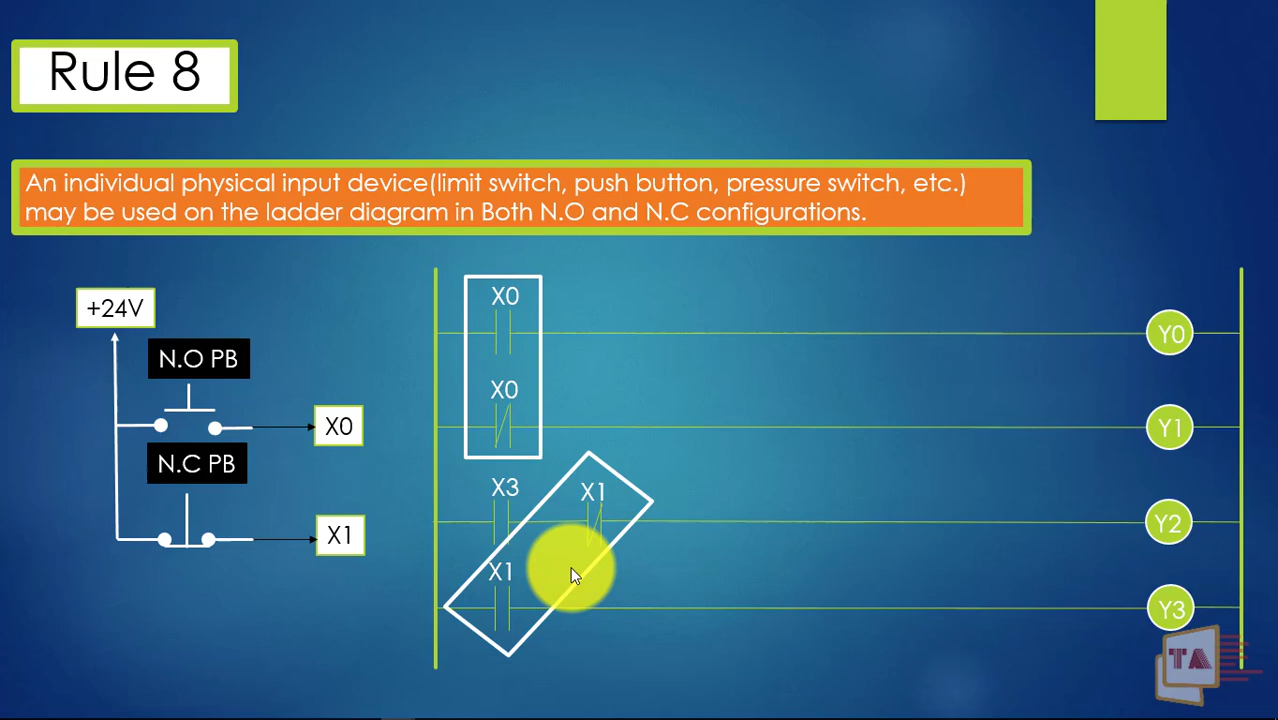 Rule 8
An individual physical input device(limit switch, push button, pressure switch, etc.)
may be used on the ladder diagram in Both N.O and N.C configurations.
+24V
N.O PB
X0
N.C PB
X1
X0
Y0
X0
Y1
X3
X1
Y2
X1
Y3
TA